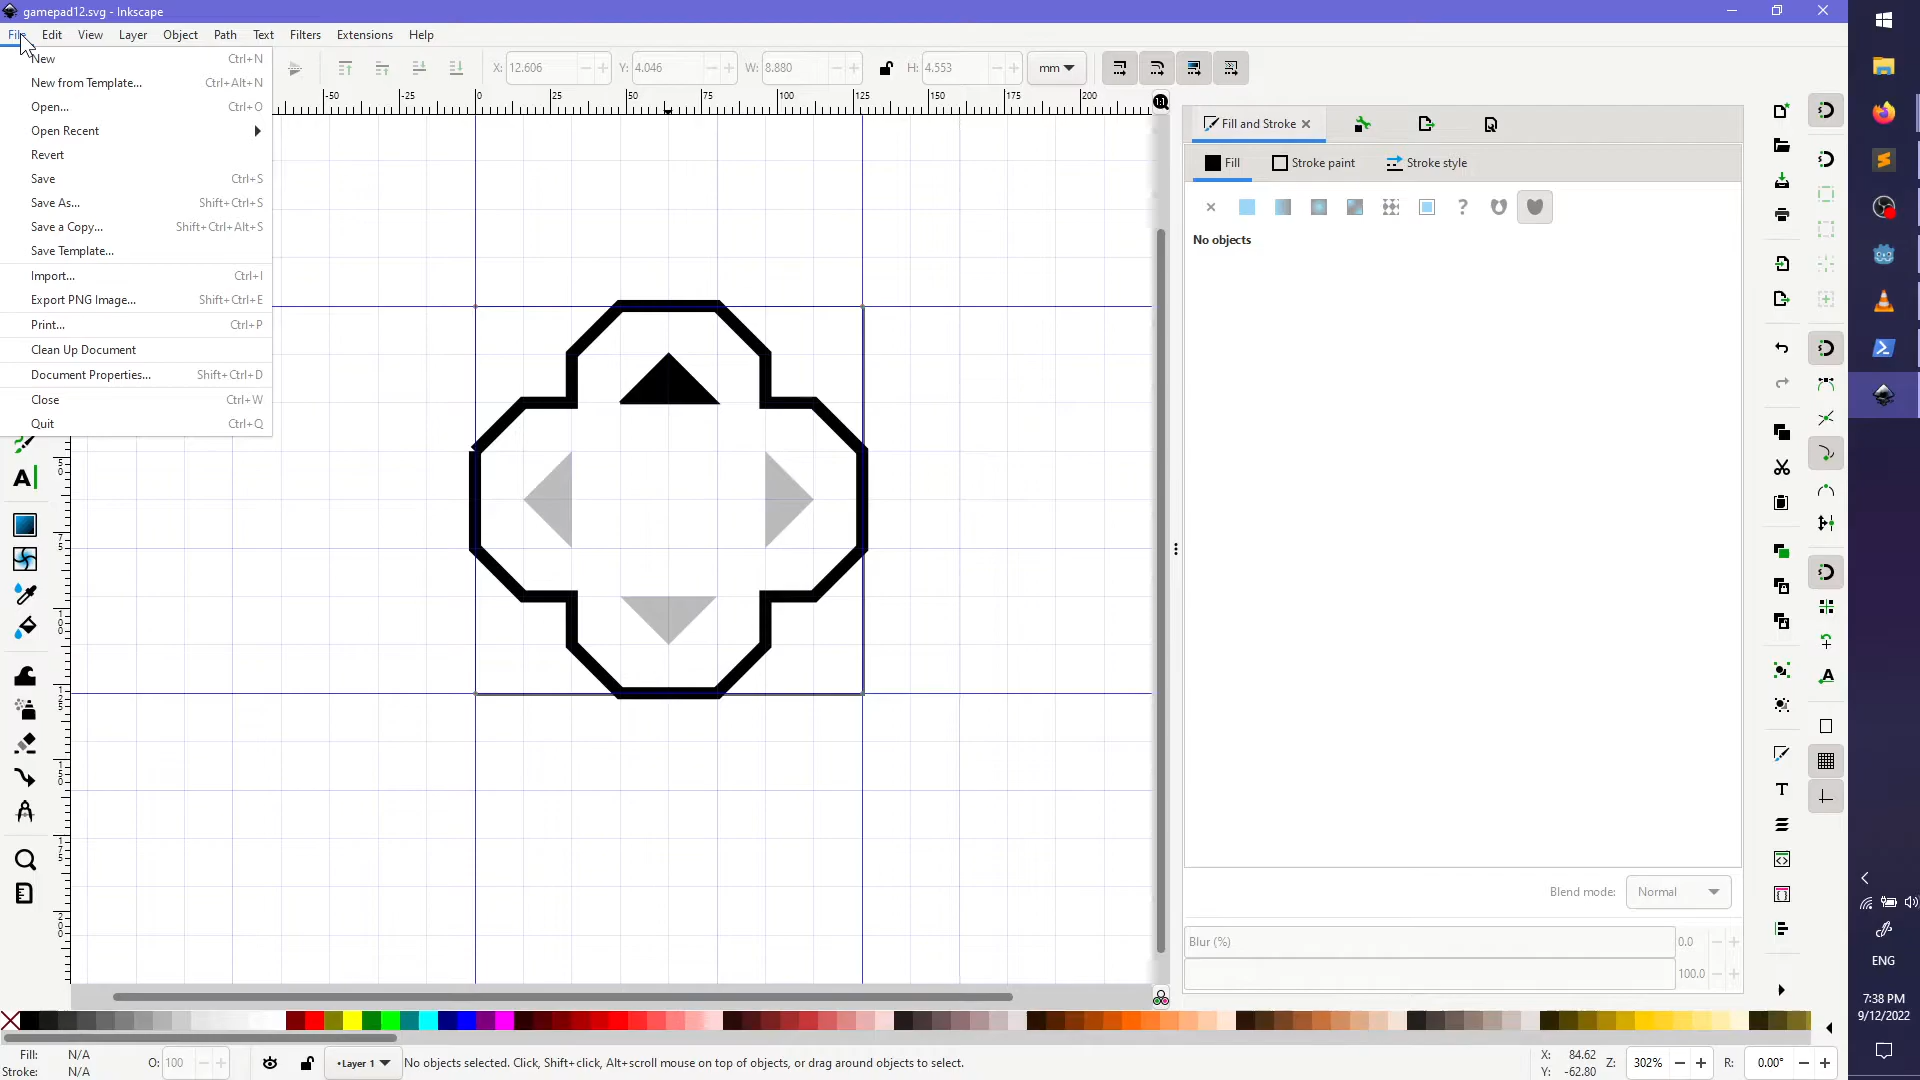 gamepad12.svg - Inkscape
File Edit View Layer Object Path Text Filters Extensions Help
New Ctrl+N
New from Template... Ctrl+Alt+N
Open... Ctrl+O
Open Recent
Revert
Save Ctrl+S
Save As... Shift+Ctrl+S
Save a Copy... Shift+Ctrl+Alt+S
Save Template...
Import... Ctrl+I
Export PNG Image... Shift+Ctrl+E
Print... Ctrl+P
Clean Up Document
Document Properties... Shift+Ctrl+D
Close Ctrl+W
Quit Ctrl+Q
X: 12.606 Y: 4.046 W: 8.880 H: 4.553 mm
-50 -25 0 25 50 75 100 125 150 175 200
50
75
100
125
150
175
200
Fill and Stroke
Fill Stroke paint Stroke style
No objects
Blend mode: Normal
Blur (%) 0.0
100.0
Fill: N/A
Stroke: N/A
O: 100
•Layer 1
No objects selected. Click, Shift+click, Alt+scroll mouse on top of objects, or drag around objects to select.
X: 84.62
Y: -62.80
Z: 302%
R: 0.00°
ENG
7:38 PM
9/12/2022